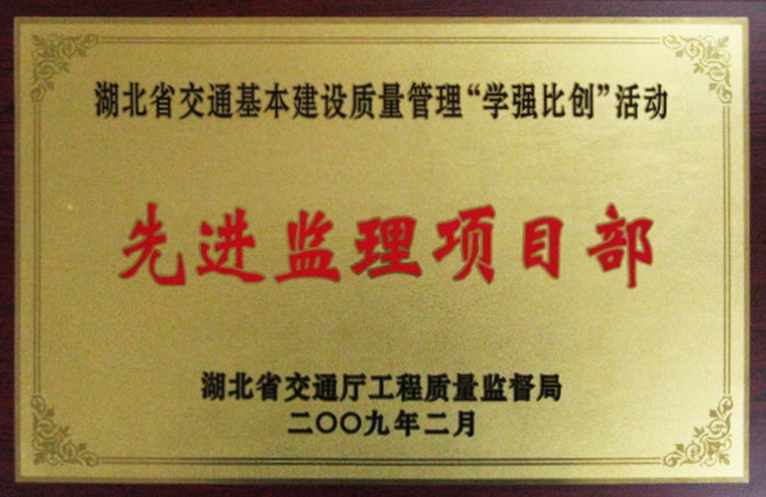 湖北省交通基本建设质量管理“学强比创”活动
先进监理项目部
湖北省交通厅工程质量监督局
二〇〇九年二月